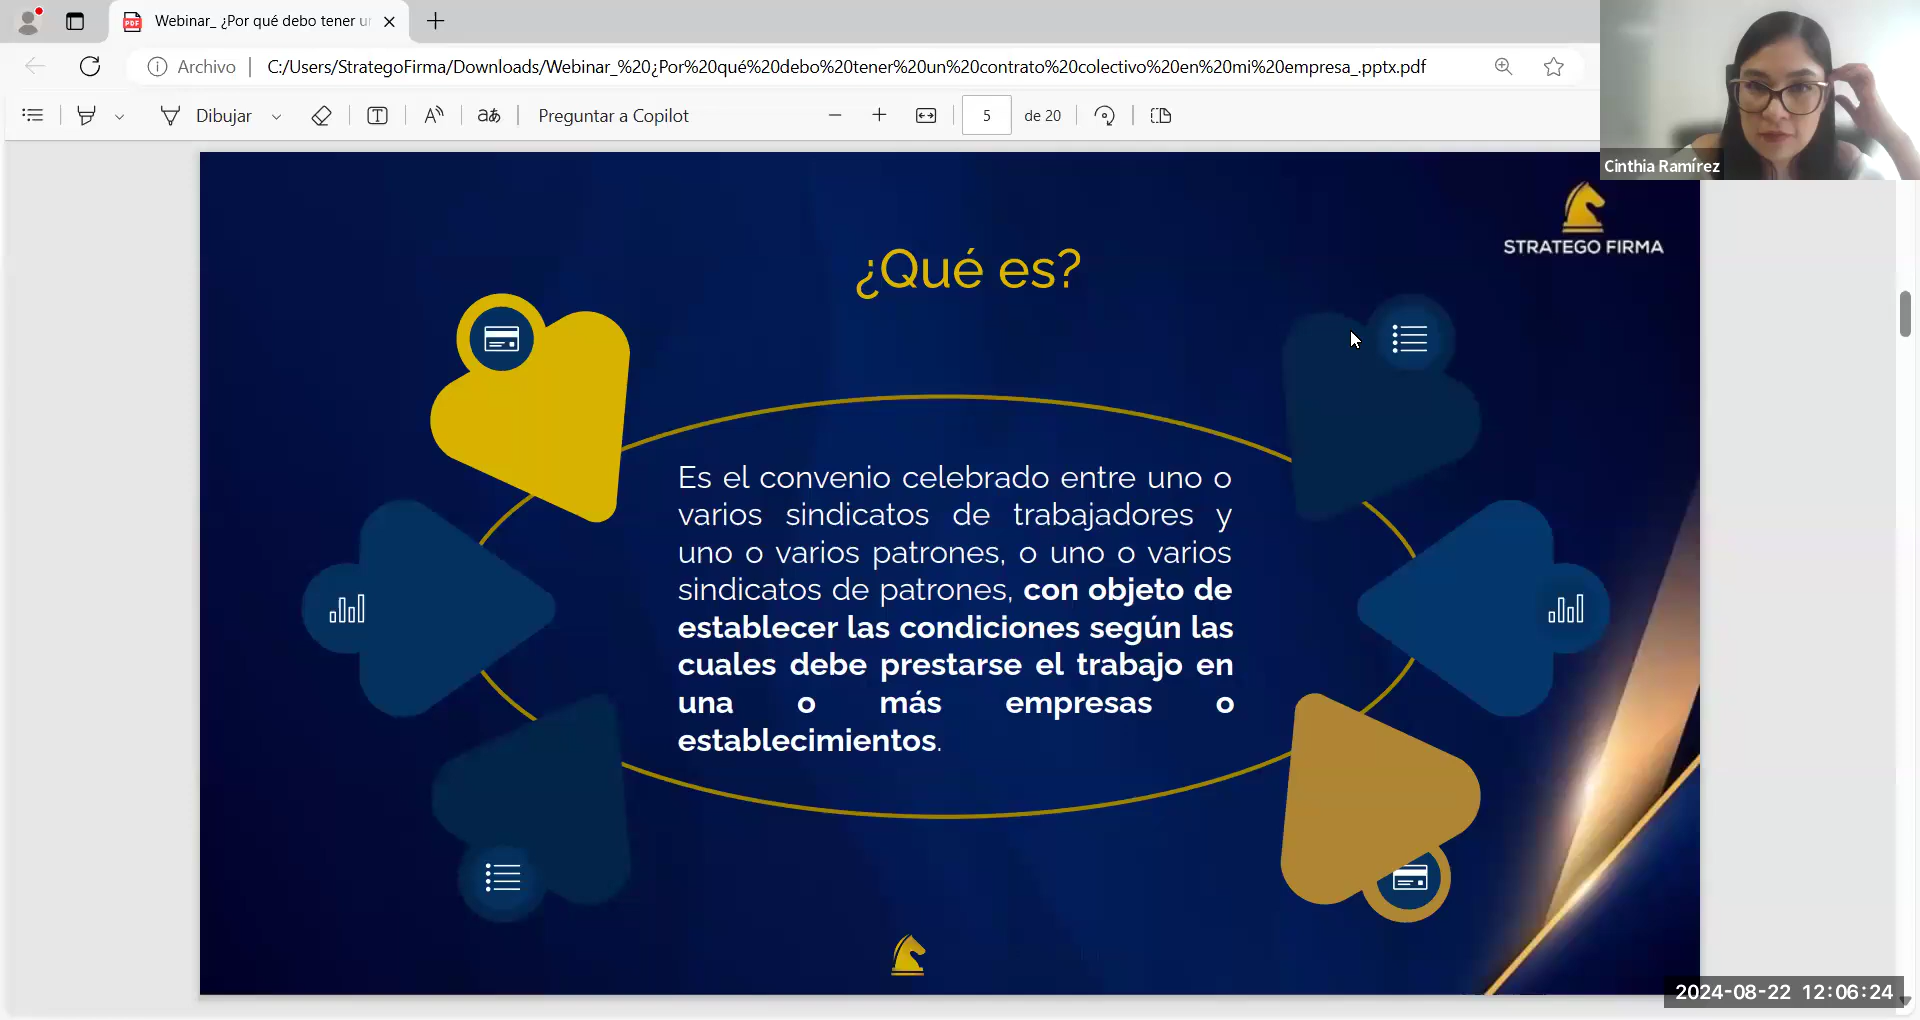 Webinar_ ¿Por qué debo tener u
Archivo
C:/Users/StrategoFirma/Downloads/Webinar_%20¿Por%20qué%20debo%20tener%20un%20contrato%20colectivo%20en%20mi%20empresa_.pptx.pdf
Dibujar
Preguntar a Copilot
5 de 20
Cinthia Ramírez
STRATEGO FIRMA
¿Qué es?
Es el convenio celebrado entre uno o
varios sindicatos de trabajadores y
uno o varios patrones, o uno o varios
sindicatos de patrones, con objeto de
establecer las condiciones según las
cuales debe prestarse el trabajo en
una o más empresas o
establecimientos.
2024-08-22 12:06:24